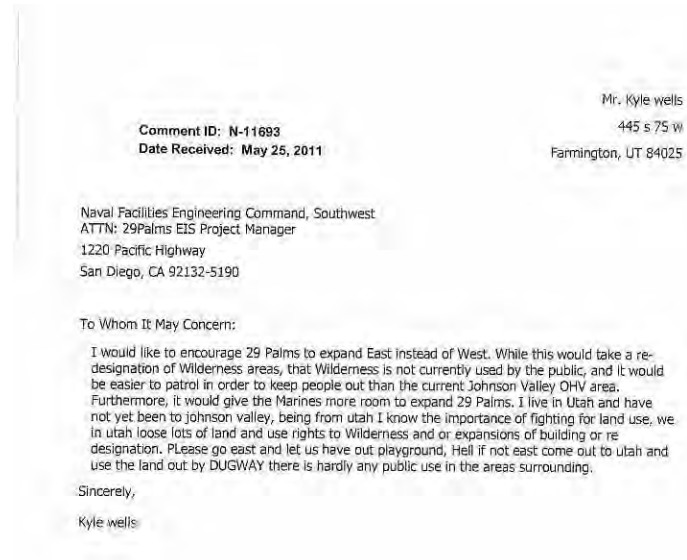 Mr. Kyle wells
445 s 75 w
Farmington, UT 84025
Comment ID: N-11693
Date Received: May 25, 2011
Naval Facilities Engineering Command, Southwest
ATTN: 29Palms EIS Project Manager
1220 Pacific Highway
San Diego, CA 92132-5190
To Whom It May Concern:
I would like to encourage 29 Palms to expand East instead of West. While this would take a re-
designation of Wilderness areas, that Wilderness is not currently used by the public, and it would
be easier to patrol in order to keep people out than the current Johnson Valley OHV area.
Furthermore, it would give the Marines more room to expand 29 Palms. I live in Utah and have
not yet been to johnson valley, being from utah I know the importance of fighting for land use, we
in utah loose lots of land and use rights to Wilderness and or expansions of building or re
designation. PLease go east and let us have out playground, Hell if not east come out to utah and
use the land out by DUGWAY there is hardly any public use in the areas surrounding.
Sincerely,
Kyle wells